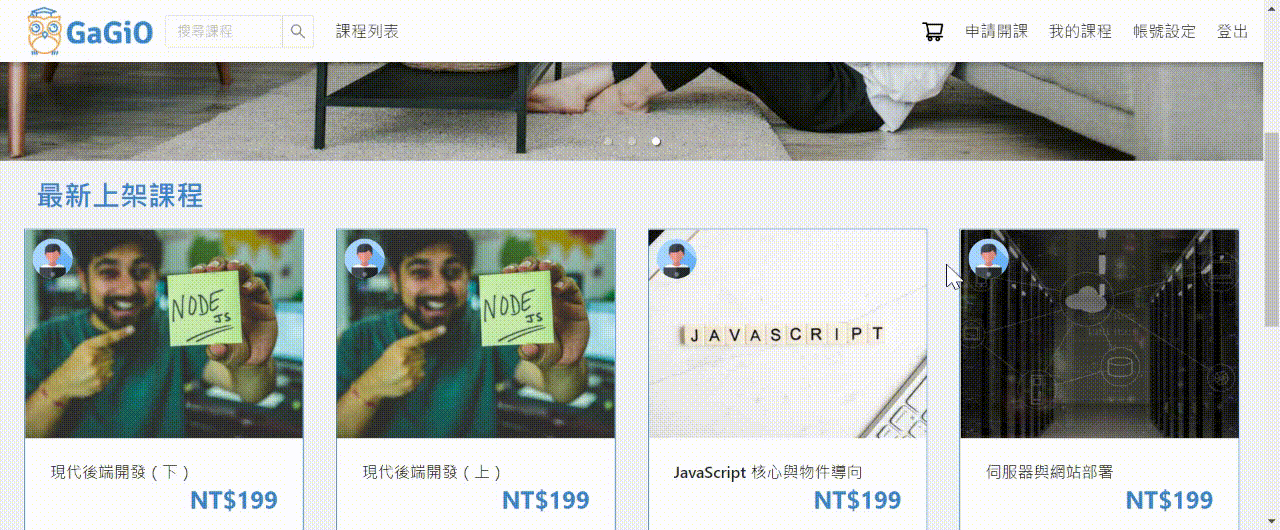 GaGiO 搜尋課程 課程列表 申請開課 我的課程 帳號設定 登出
最新上架課程
NODE
JS
NODE
JS
JAVASCRIPT
現代後端開發（下）
NT$199
現代後端開發（上）
NT$199
JavaScript 核心與物件導向
NT$199
伺服器與網站部署
NT$199